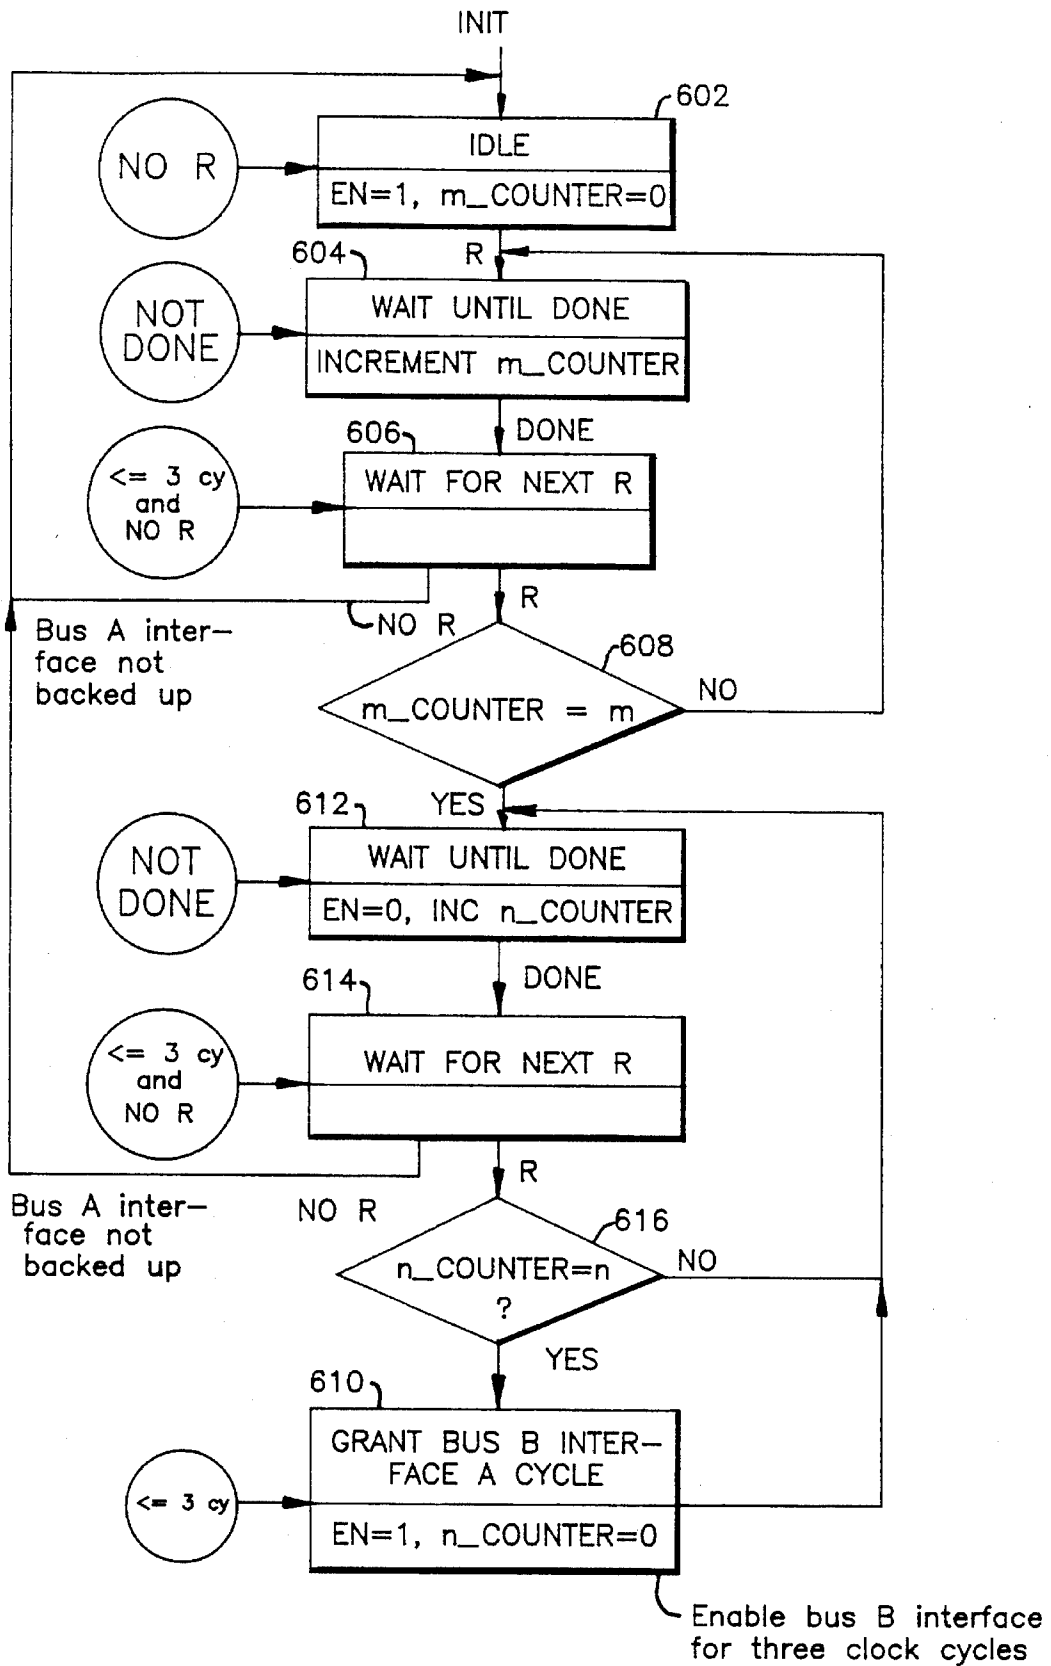 INIT
602
IDLE
NO R
EN=1, m_COUNTER=0
604
R
WAIT UNTIL DONE
NOT
DONE
INCREMENT m_COUNTER
606
DONE
WAIT FOR NEXT R
<= 3 cy
and
NO R
R
NO R
Bus A inter–
face not
backed up
608
m_COUNTER = m
NO
YES
612
WAIT UNTIL DONE
NOT
DONE
EN=0, INC n_COUNTER
DONE
614
WAIT FOR NEXT R
<= 3 cy
and
NO R
R
Bus A inter–
face not
backed up
NO R
616
n_COUNTER=n
?
NO
YES
610
GRANT BUS B INTER–
FACE A CYCLE
<= 3 cy
EN=1, n_COUNTER=0
Enable bus B interface
for three clock cycles